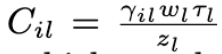 C_{il} = \frac{\gamma_{il} w_l \tau_l}{z_l}